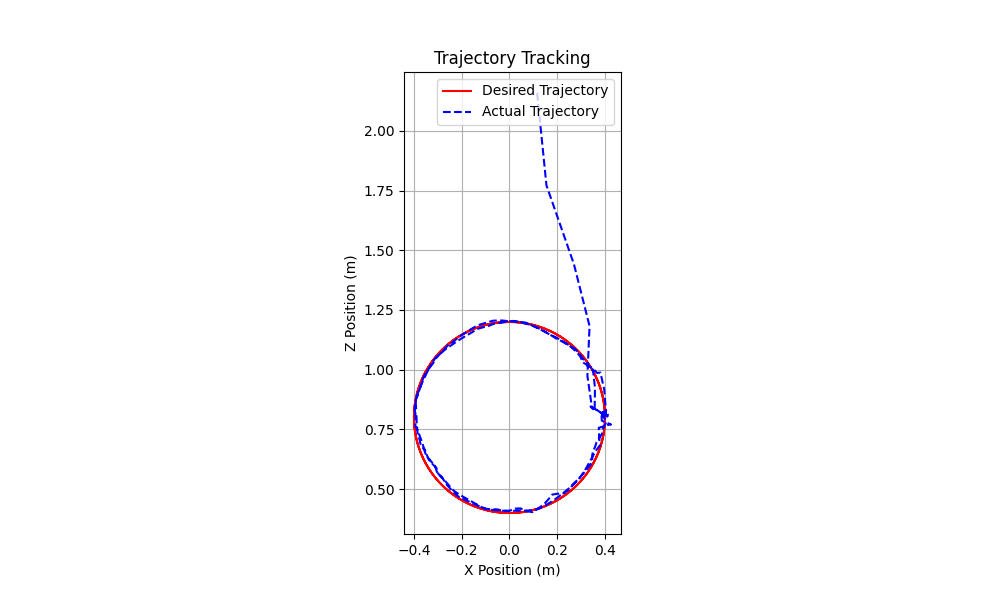 Trajectory Tracking
Desired Trajectory
Actual Trajectory
2.00
1.75
1.50
1.25
1.00
0.75
0.50
Z Position (m)
−0.4 −0.2 0.0 0.2 0.4
X Position (m)